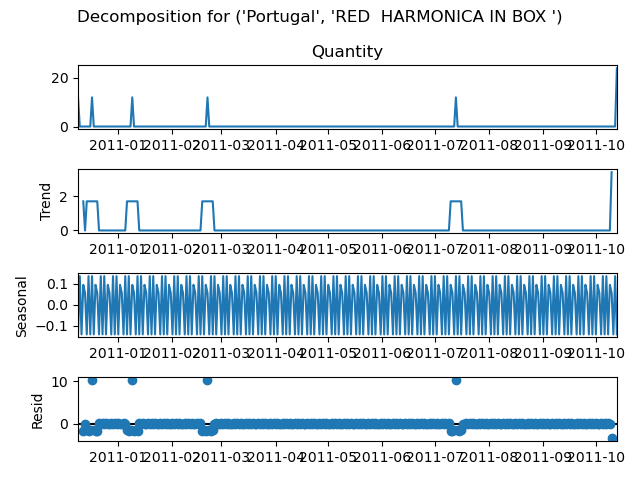 Decomposition for ('Portugal', 'RED  HARMONICA IN BOX ')
Quantity
20
0
2011-01 2011-02 2011-03 2011-04 2011-05 2011-06 2011-07 2011-08 2011-09 2011-10
Trend
2
0
2011-01 2011-02 2011-03 2011-04 2011-05 2011-06 2011-07 2011-08 2011-09 2011-10
Seasonal
0.1
0.0
−0.1
2011-01 2011-02 2011-03 2011-04 2011-05 2011-06 2011-07 2011-08 2011-09 2011-10
Resid
10
0
2011-01 2011-02 2011-03 2011-04 2011-05 2011-06 2011-07 2011-08 2011-09 2011-10